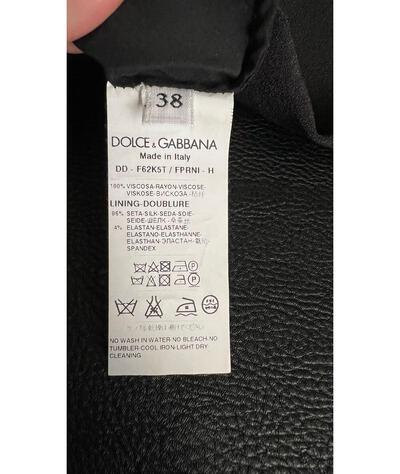 38
DOLCE & GABBANA
Made in Italy
DD - F62K5T / FPRNI - H
100% VISCOSA-RAYON-VISCOSE-
VISKOSE-ВИСКОЗА-
LINING-DOUBLURE
96% SETA-SILK-SEDA-SOIE-
SEIDE-ШЕЛК-
4% ELASTAN-ELASTANE-
ELASTANO-ELASTHANNE-
ELASTHAN-ЭЛАСТАН-
SPANDEX
NO WASH IN WATER-NO BLEACH-NO
TUMBLER-COOL IRON-LIGHT DRY
CLEANING